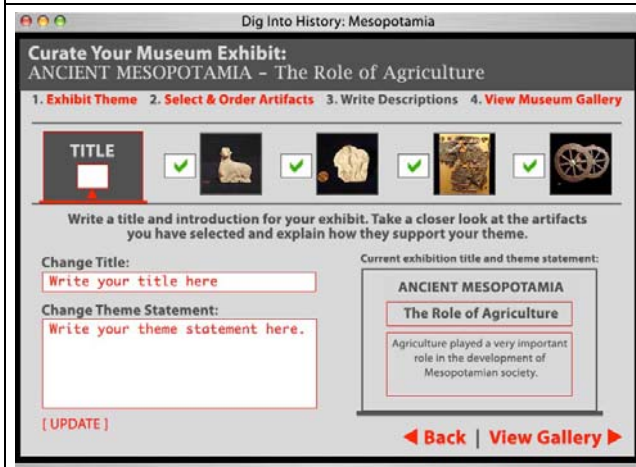 Dig Into History: Mesopotamia
Curate Your Museum Exhibit:
ANCIENT MESOPOTAMIA – The Role of Agriculture
1. Exhibit Theme 2. Select & Order Artifacts 3. Write Descriptions 4. View Museum Gallery
TITLE
Write a title and introduction for your exhibit. Take a closer look at the artifacts
you have selected and explain how they support your theme.
Change Title:
Write your title here
Change Theme Statement:
Write your theme statement here.
[ UPDATE ]
Current exhibition title and theme statement:
ANCIENT MESOPOTAMIA
The Role of Agriculture
Agriculture played a very important
role in the development of
Mesopotamian society.
Back | View Gallery